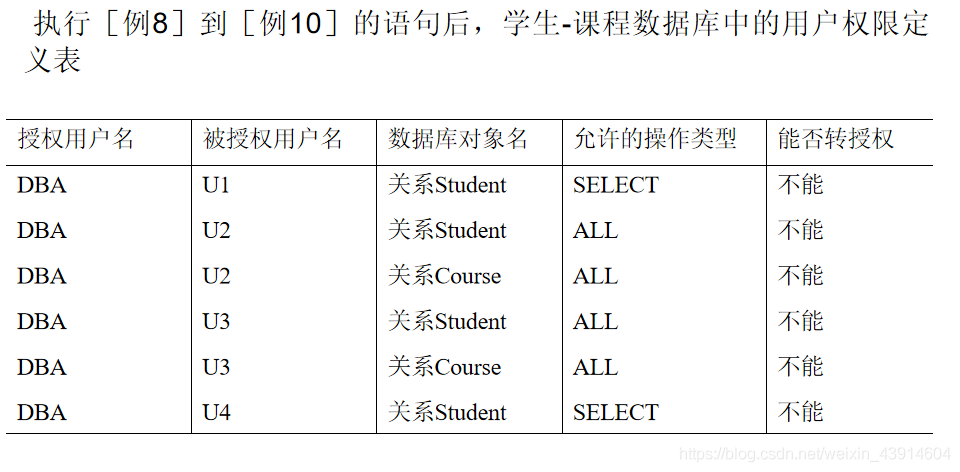 执行［例8］到［例10］的语句后，学生-课程数据库中的用户权限定
义表
授权用户名 被授权用户名 数据库对象名 允许的操作类型 能否转授权
DBA U1 关系Student SELECT 不能
DBA U2 关系Student ALL 不能
DBA U2 关系Course ALL 不能
DBA U3 关系Student ALL 不能
DBA U3 关系Course ALL 不能
DBA U4 关系Student SELECT 不能
https://blog.csdn.net/weixin_43914604